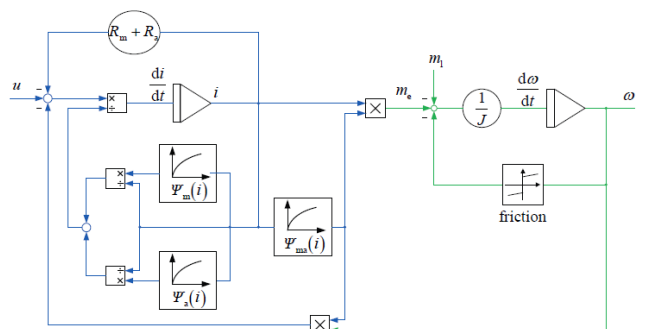 R_m + R_a
u
−
−
×
÷
di/dt
i
×
m_e
m_l
−
−
1/J
dω/dt
ω
×
÷
Ψ_m(i)
friction
Ψ_ma(i)
÷
×
Ψ_a(i)
×